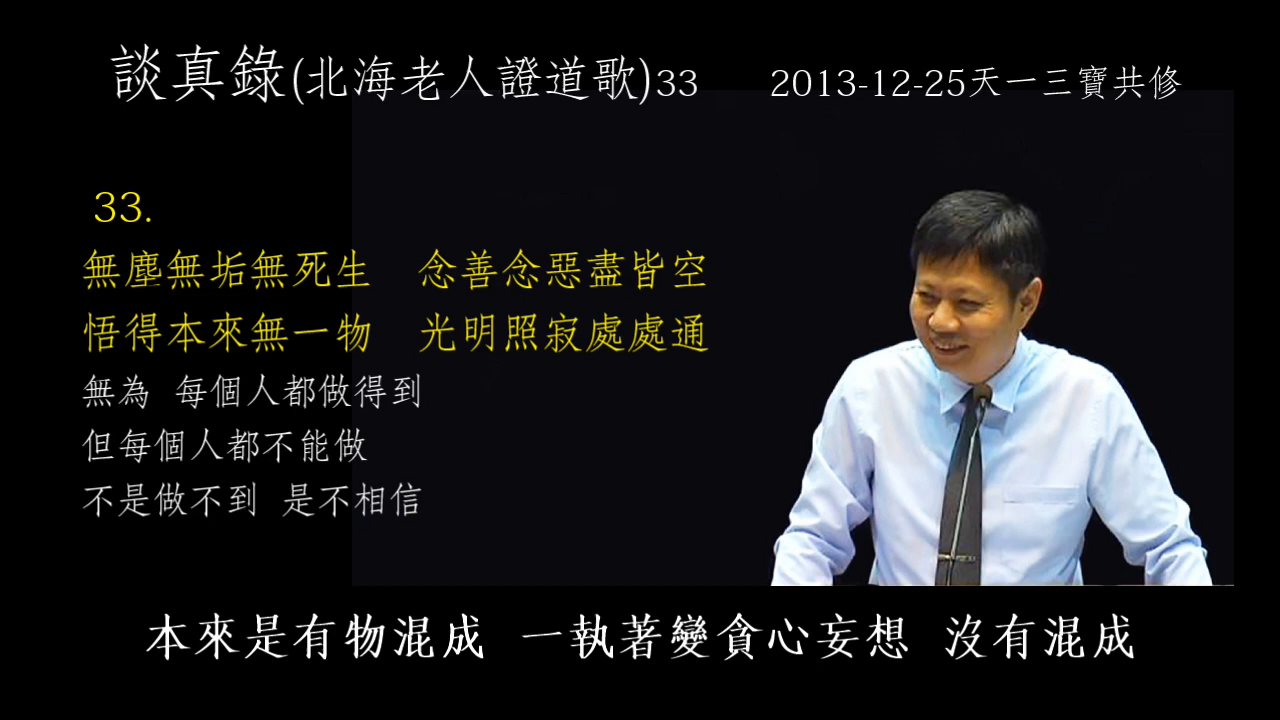 談真錄(北海老人證道歌)33 2013-12-25天一三寶共修
33.
無塵無垢無死生 念善念惡盡皆空
悟得本來無一物 光明照寂處處通
無為 每個人都做得到
但每個人都不能做
不是做不到 是不相信
本來是有物混成 一執著變貪心妄想 沒有混成